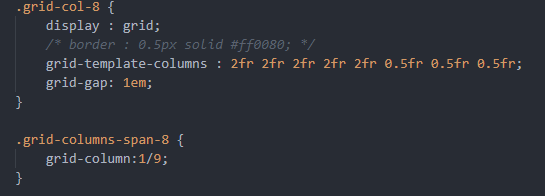 .grid-col-8 {
display : grid;
/* border : 0.5px solid #ff0080; */
grid-template-columns : 2fr 2fr 2fr 2fr 2fr 0.5fr 0.5fr 0.5fr;
grid-gap: 1em;
}
.grid-columns-span-8 {
grid-column:1/9;
}